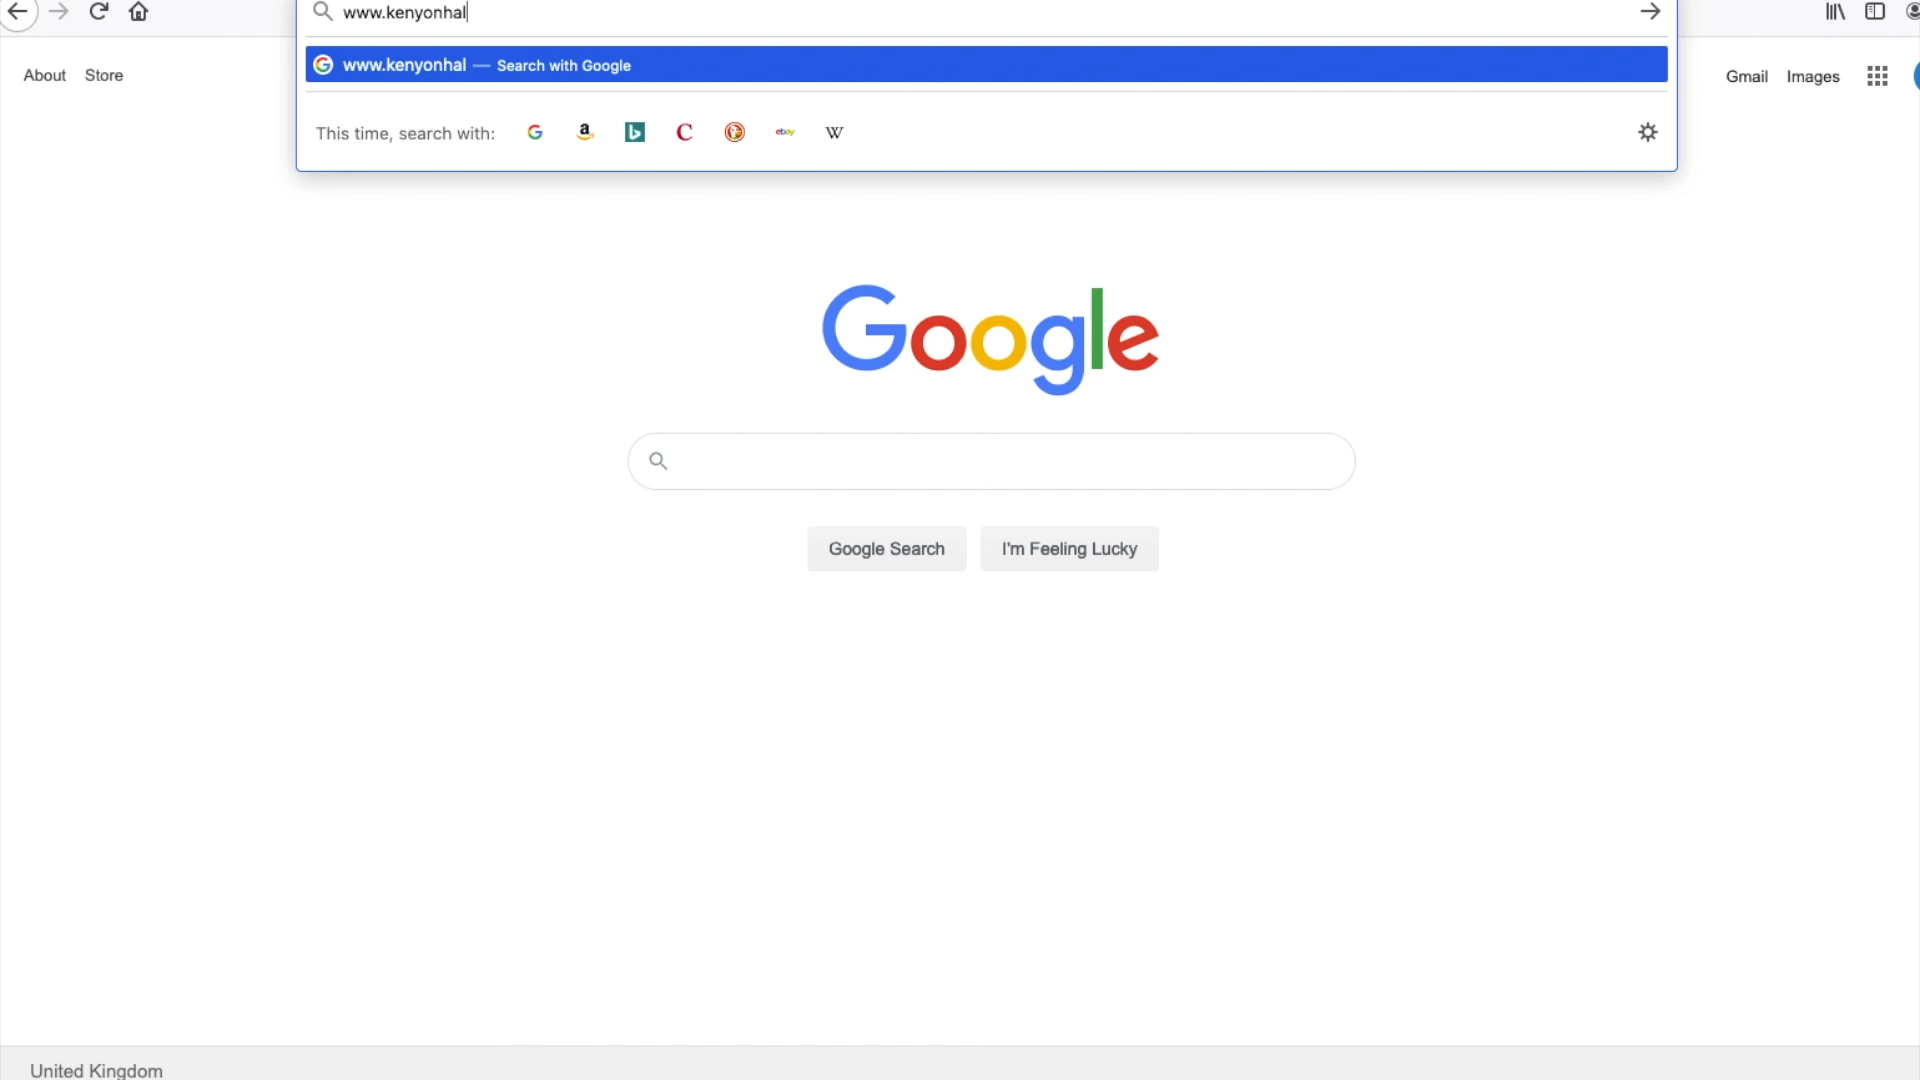 www.kenyonhal
www.kenyonhal — Search with Google
About Store
Gmail Images
This time, search with: G a b C ebay W
Google
Google Search
I'm Feeling Lucky
United Kingdom